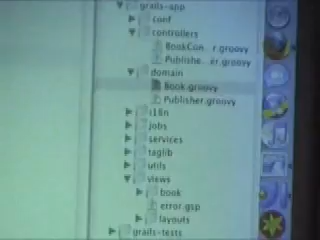 grails-app
conf
controllers
BookCon...r.groovy
Publishe...er.groovy
domain
Book.groovy
Publisher.groovy
i18n
jobs
services
taglib
utils
views
book
error.gsp
layouts
grails-tests